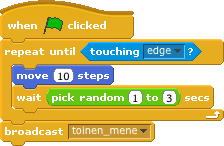 when clicked
repeat until touching edge ?
move 10 steps
wait pick random 1 to 3 secs
broadcast toinen_mene